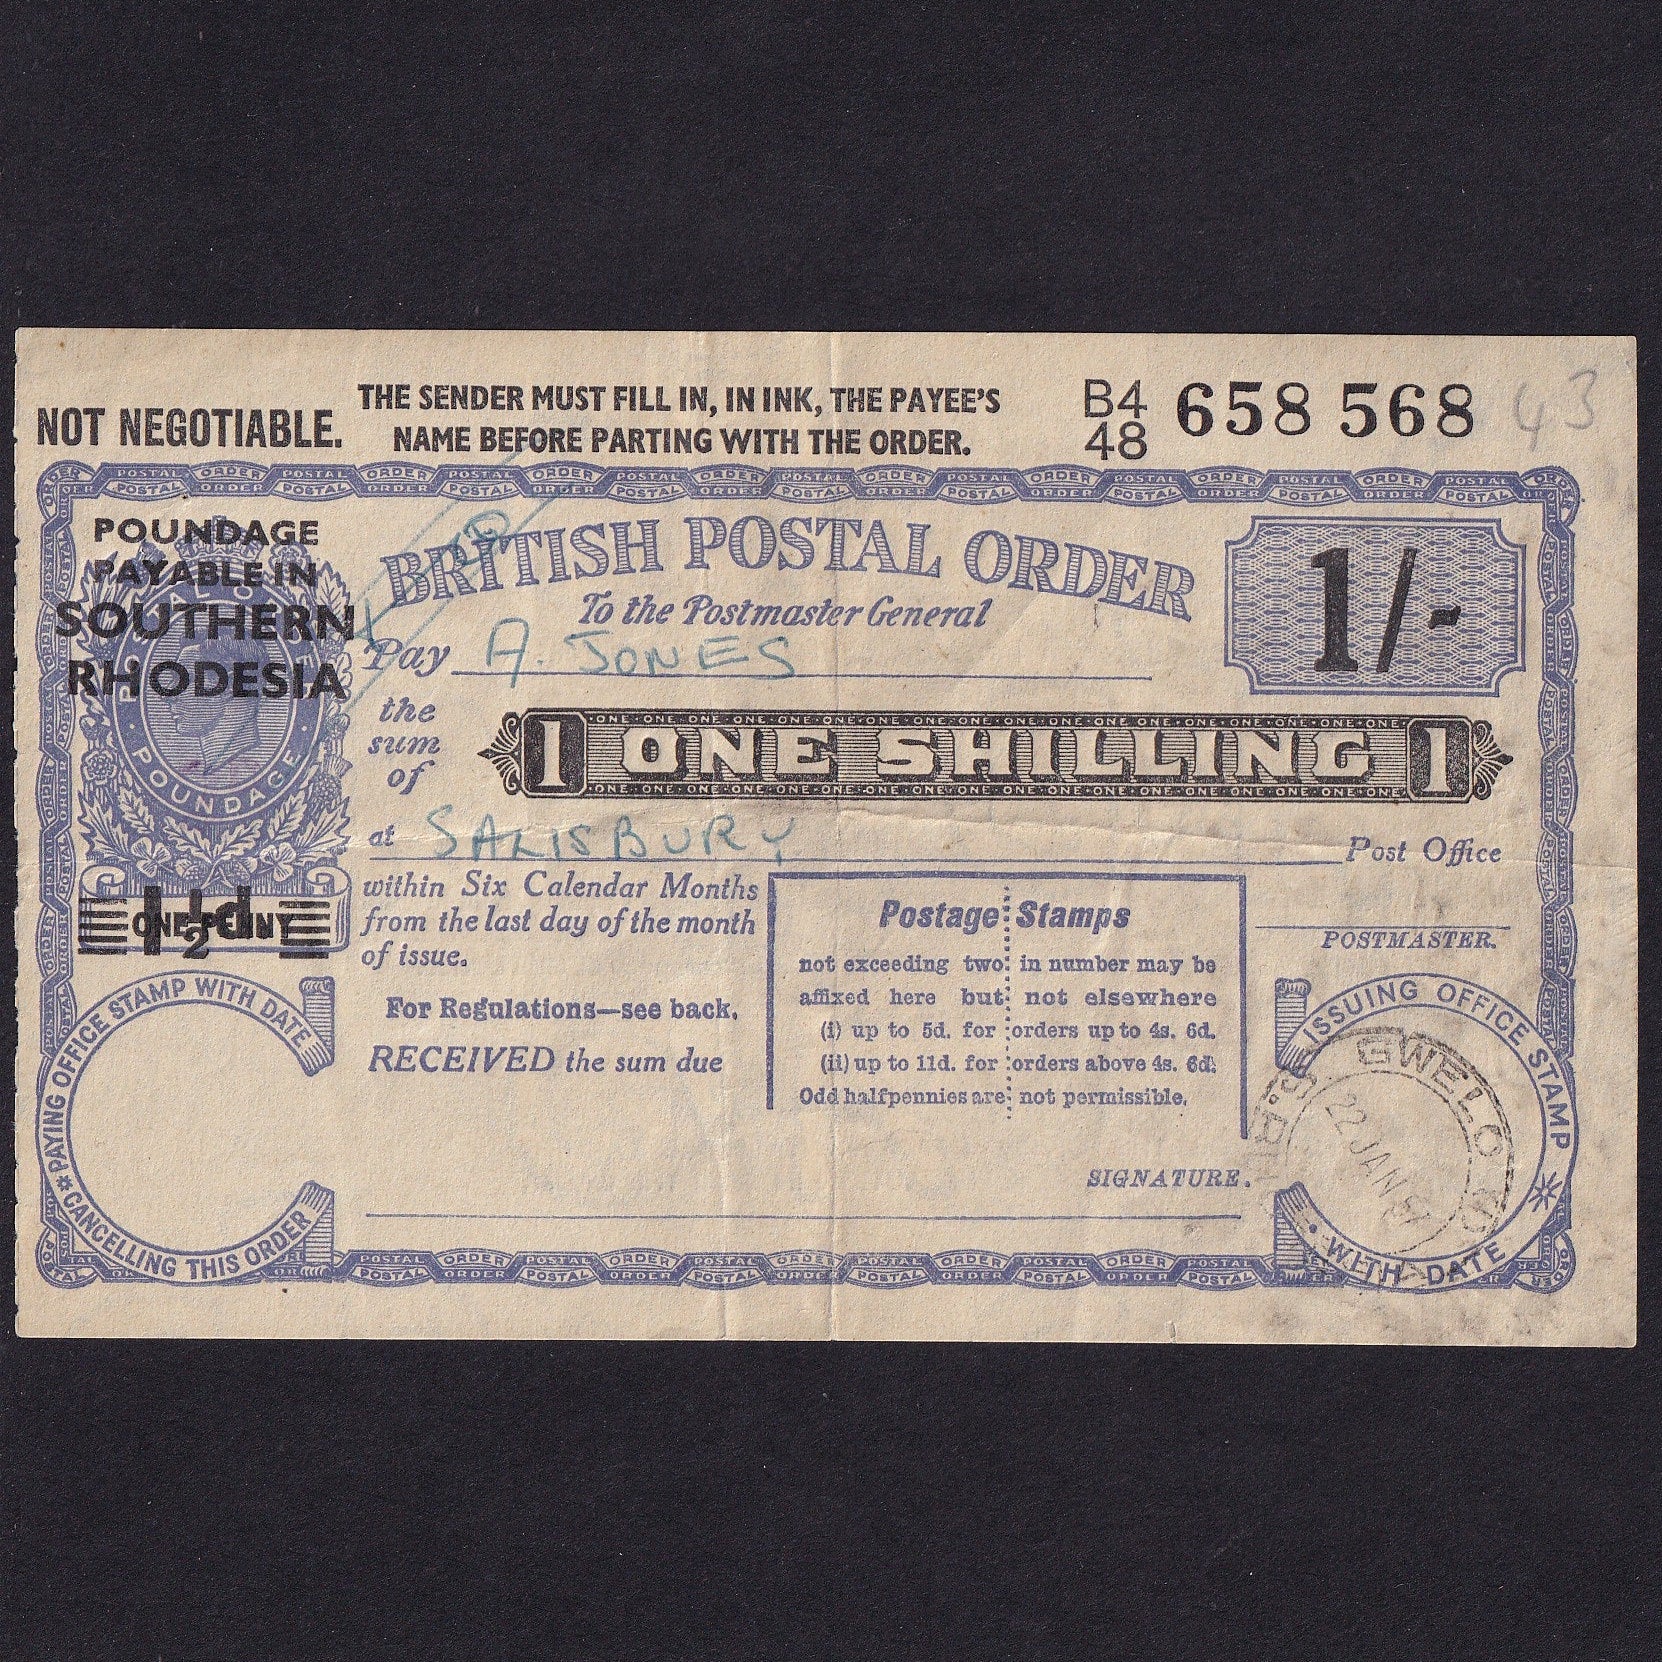 NOT NEGOTIABLE.
THE SENDER MUST FILL IN, IN INK, THE PAYEE'S
NAME BEFORE PARTING WITH THE ORDER.
B4
48
658 568
43
POUNDAGE
PAYABLE IN
SOUTHERN
RHODESIA
POSTAL ORDER
POUNDAGE
ONE PENNY
1½d
BRITISH POSTAL ORDER
To the Postmaster General
1/-
Pay A. JONES
the
sum
of
1 ONE SHILLING 1
at SALISBURY Post Office
within Six Calendar Months
from the last day of the month
of issue.
For Regulations—see back.
RECEIVED the sum due
Postage Stamps
not exceeding two in number may be
affixed here but not elsewhere
(i) up to 5d. for orders up to 4s. 6d.
(ii) up to 11d. for orders above 4s. 6d.
Odd halfpennies are not permissible.
POSTMASTER.
SIGNATURE.
PAYING OFFICE STAMP WITH DATE
CANCELLING THIS ORDER
ISSUING OFFICE STAMP
WITH DATE
GWELO
22 JAN